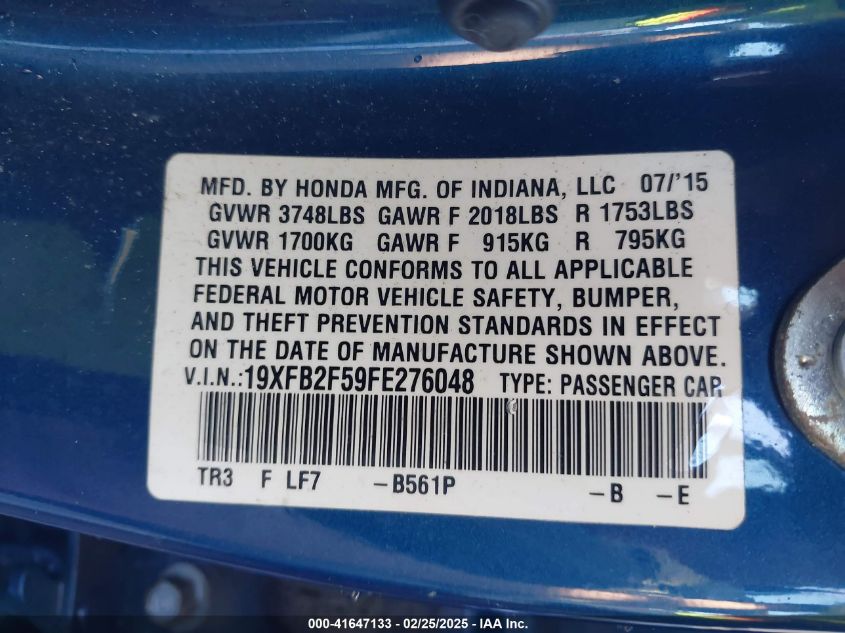 MFD. BY HONDA MFG. OF INDIANA, LLC 07/'15
GVWR 3748LBS GAWR F 2018LBS R 1753LBS
GVWR 1700KG GAWR F 915KG R 795KG
THIS VEHICLE CONFORMS TO ALL APPLICABLE
FEDERAL MOTOR VEHICLE SAFETY, BUMPER,
AND THEFT PREVENTION STANDARDS IN EFFECT
ON THE DATE OF MANUFACTURE SHOWN ABOVE.
V.I.N.:19XFB2F59FE276048 TYPE: PASSENGER CAR
TR3 F LF7 -B561P -B -E
000-41647133 - 02/25/2025 - IAA Inc.